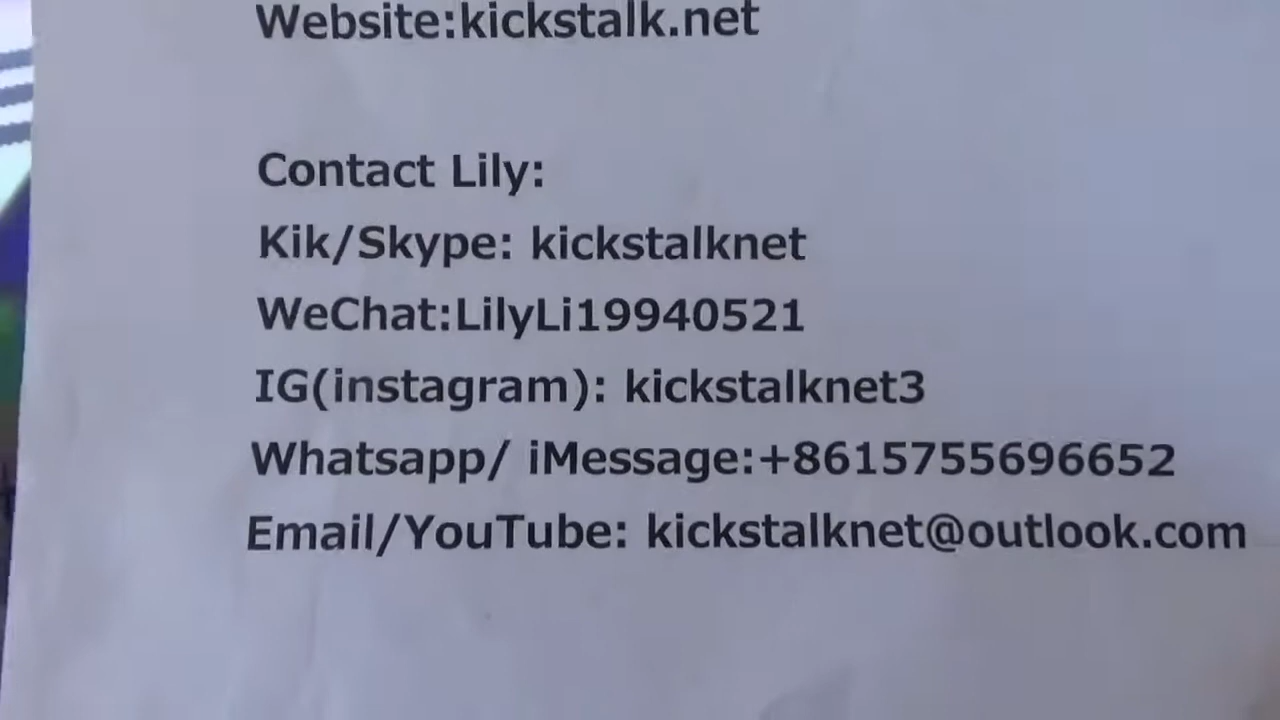 Website:kickstalk.net
Contact Lily:
Kik/Skype: kickstalknet
WeChat:LilyLi19940521
IG(instagram): kickstalknet3
Whatsapp/ iMessage:+8615755696652
Email/YouTube: kickstalknet@outlook.com